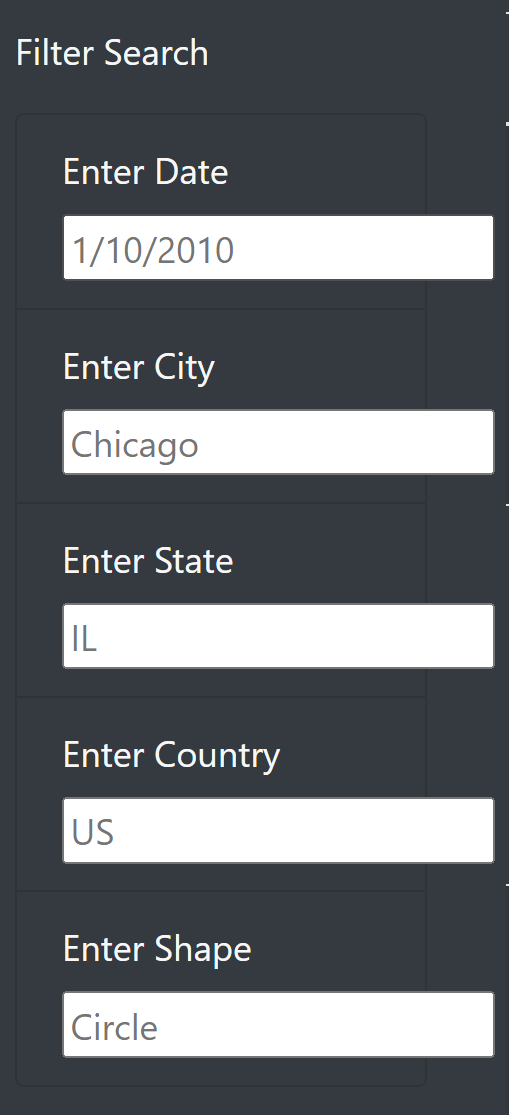 Filter Search
Enter Date
1/10/2010
Enter City
Chicago
Enter State
IL
Enter Country
US
Enter Shape
Circle